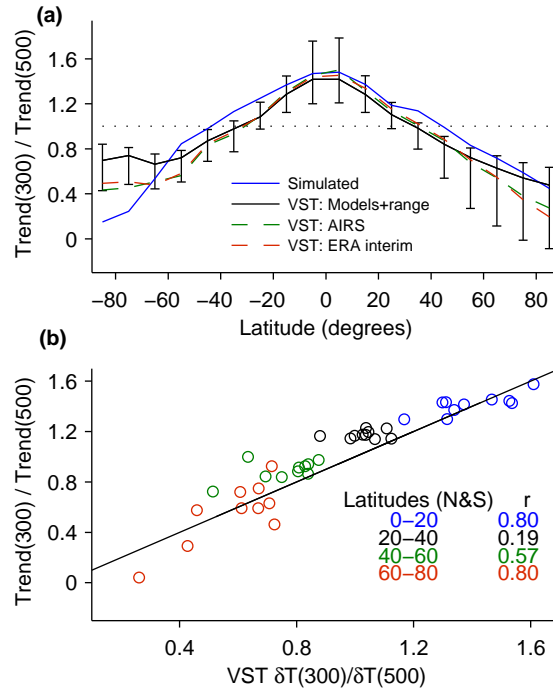 (a)
Trend(300) / Trend(500)
1.6
1.2
0.8
0.4
0
Simulated
VST: Models+range
VST: AIRS
VST: ERA interim
−80 −60 −40 −20 0 20 40 60 80
Latitude (degrees)
(b)
Trend(300) / Trend(500)
1.6
1.2
0.8
0.4
0
Latitudes (N&S) r
0−20 0.80
20−40 0.19
40−60 0.57
60−80 0.80
0.4 0.8 1.2 1.6
VST δT(300)/δT(500)